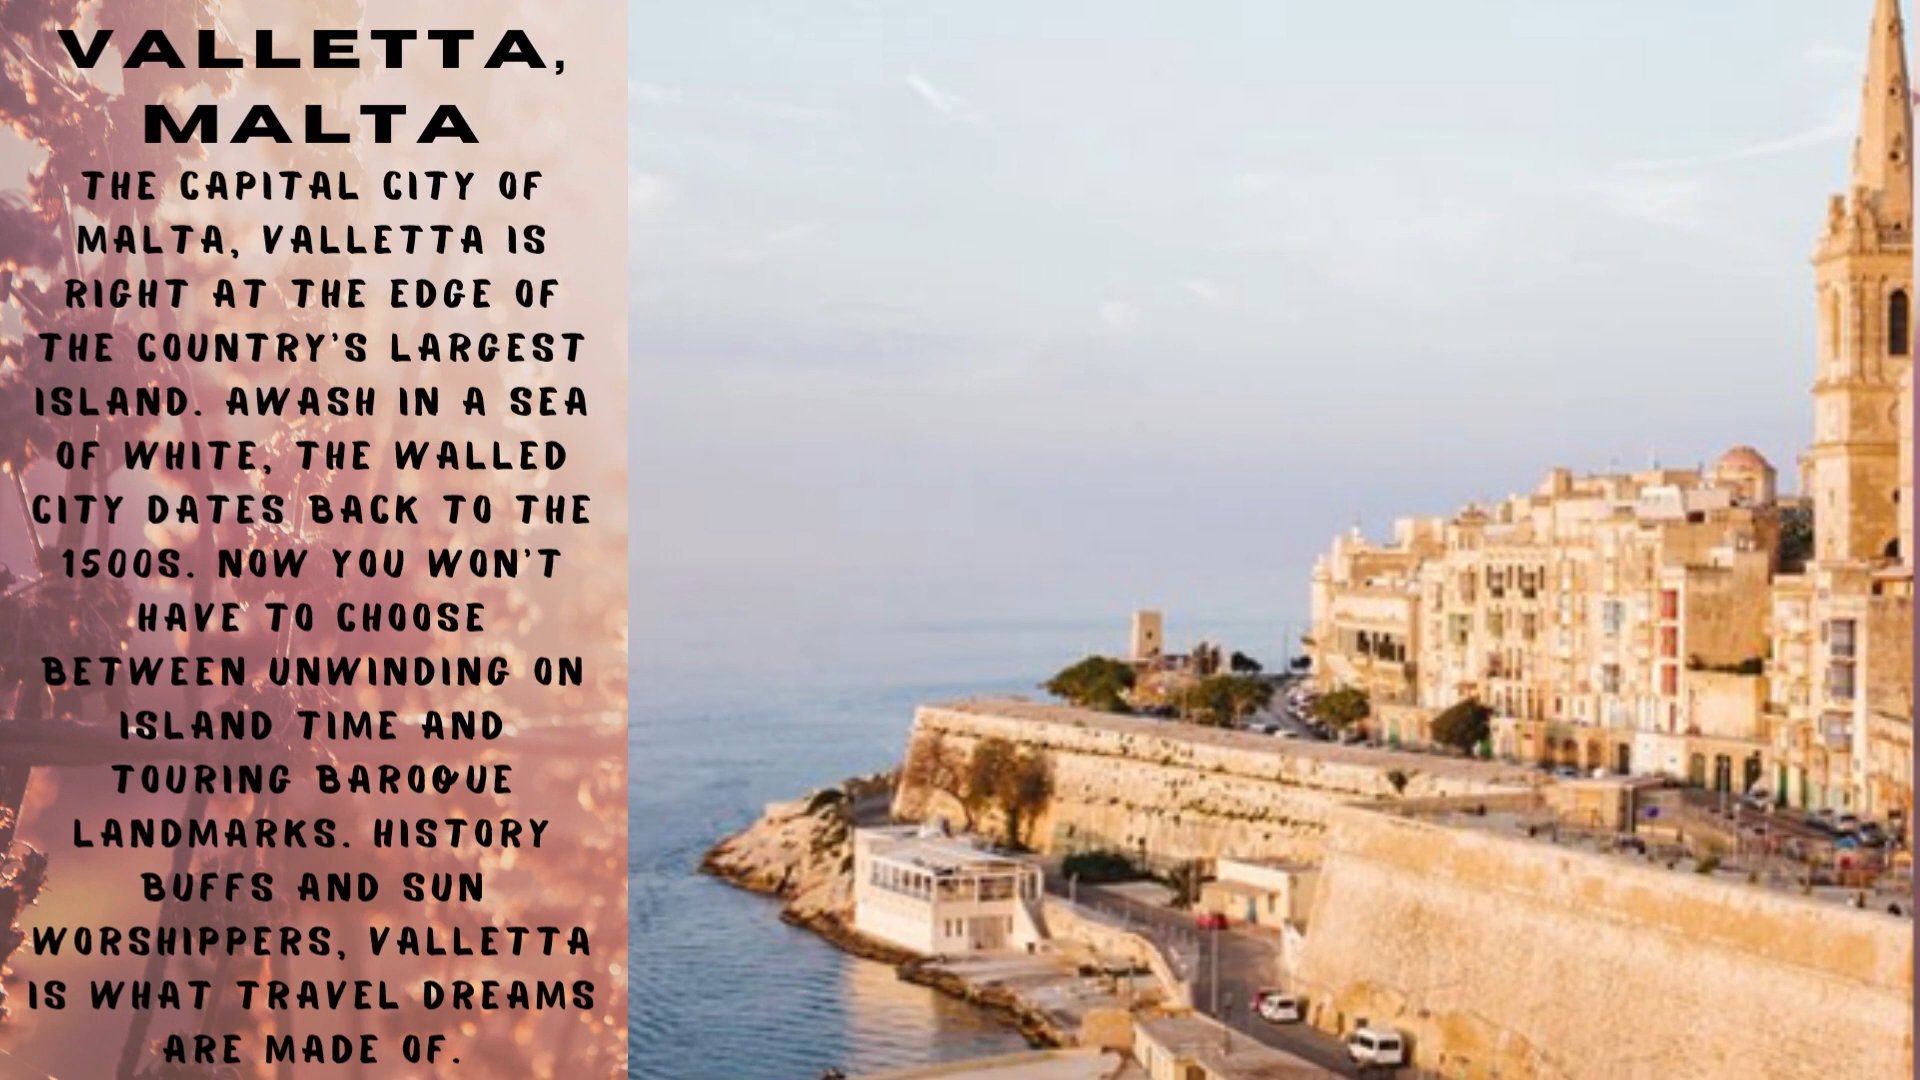 VALLETTA,
MALTA
THE CAPITAL CITY OF
MALTA, VALLETTA IS
RIGHT AT THE EDGE OF
THE COUNTRY'S LARGEST
ISLAND. AWASH IN A SEA
OF WHITE, THE WALLED
CITY DATES BACK TO THE
1500S. NOW YOU WON'T
HAVE TO CHOOSE
BETWEEN UNWINDING ON
ISLAND TIME AND
TOURING BAROQUE
LANDMARKS. HISTORY
BUFFS AND SUN
WORSHIPPERS, VALLETTA
IS WHAT TRAVEL DREAMS
ARE MADE OF.